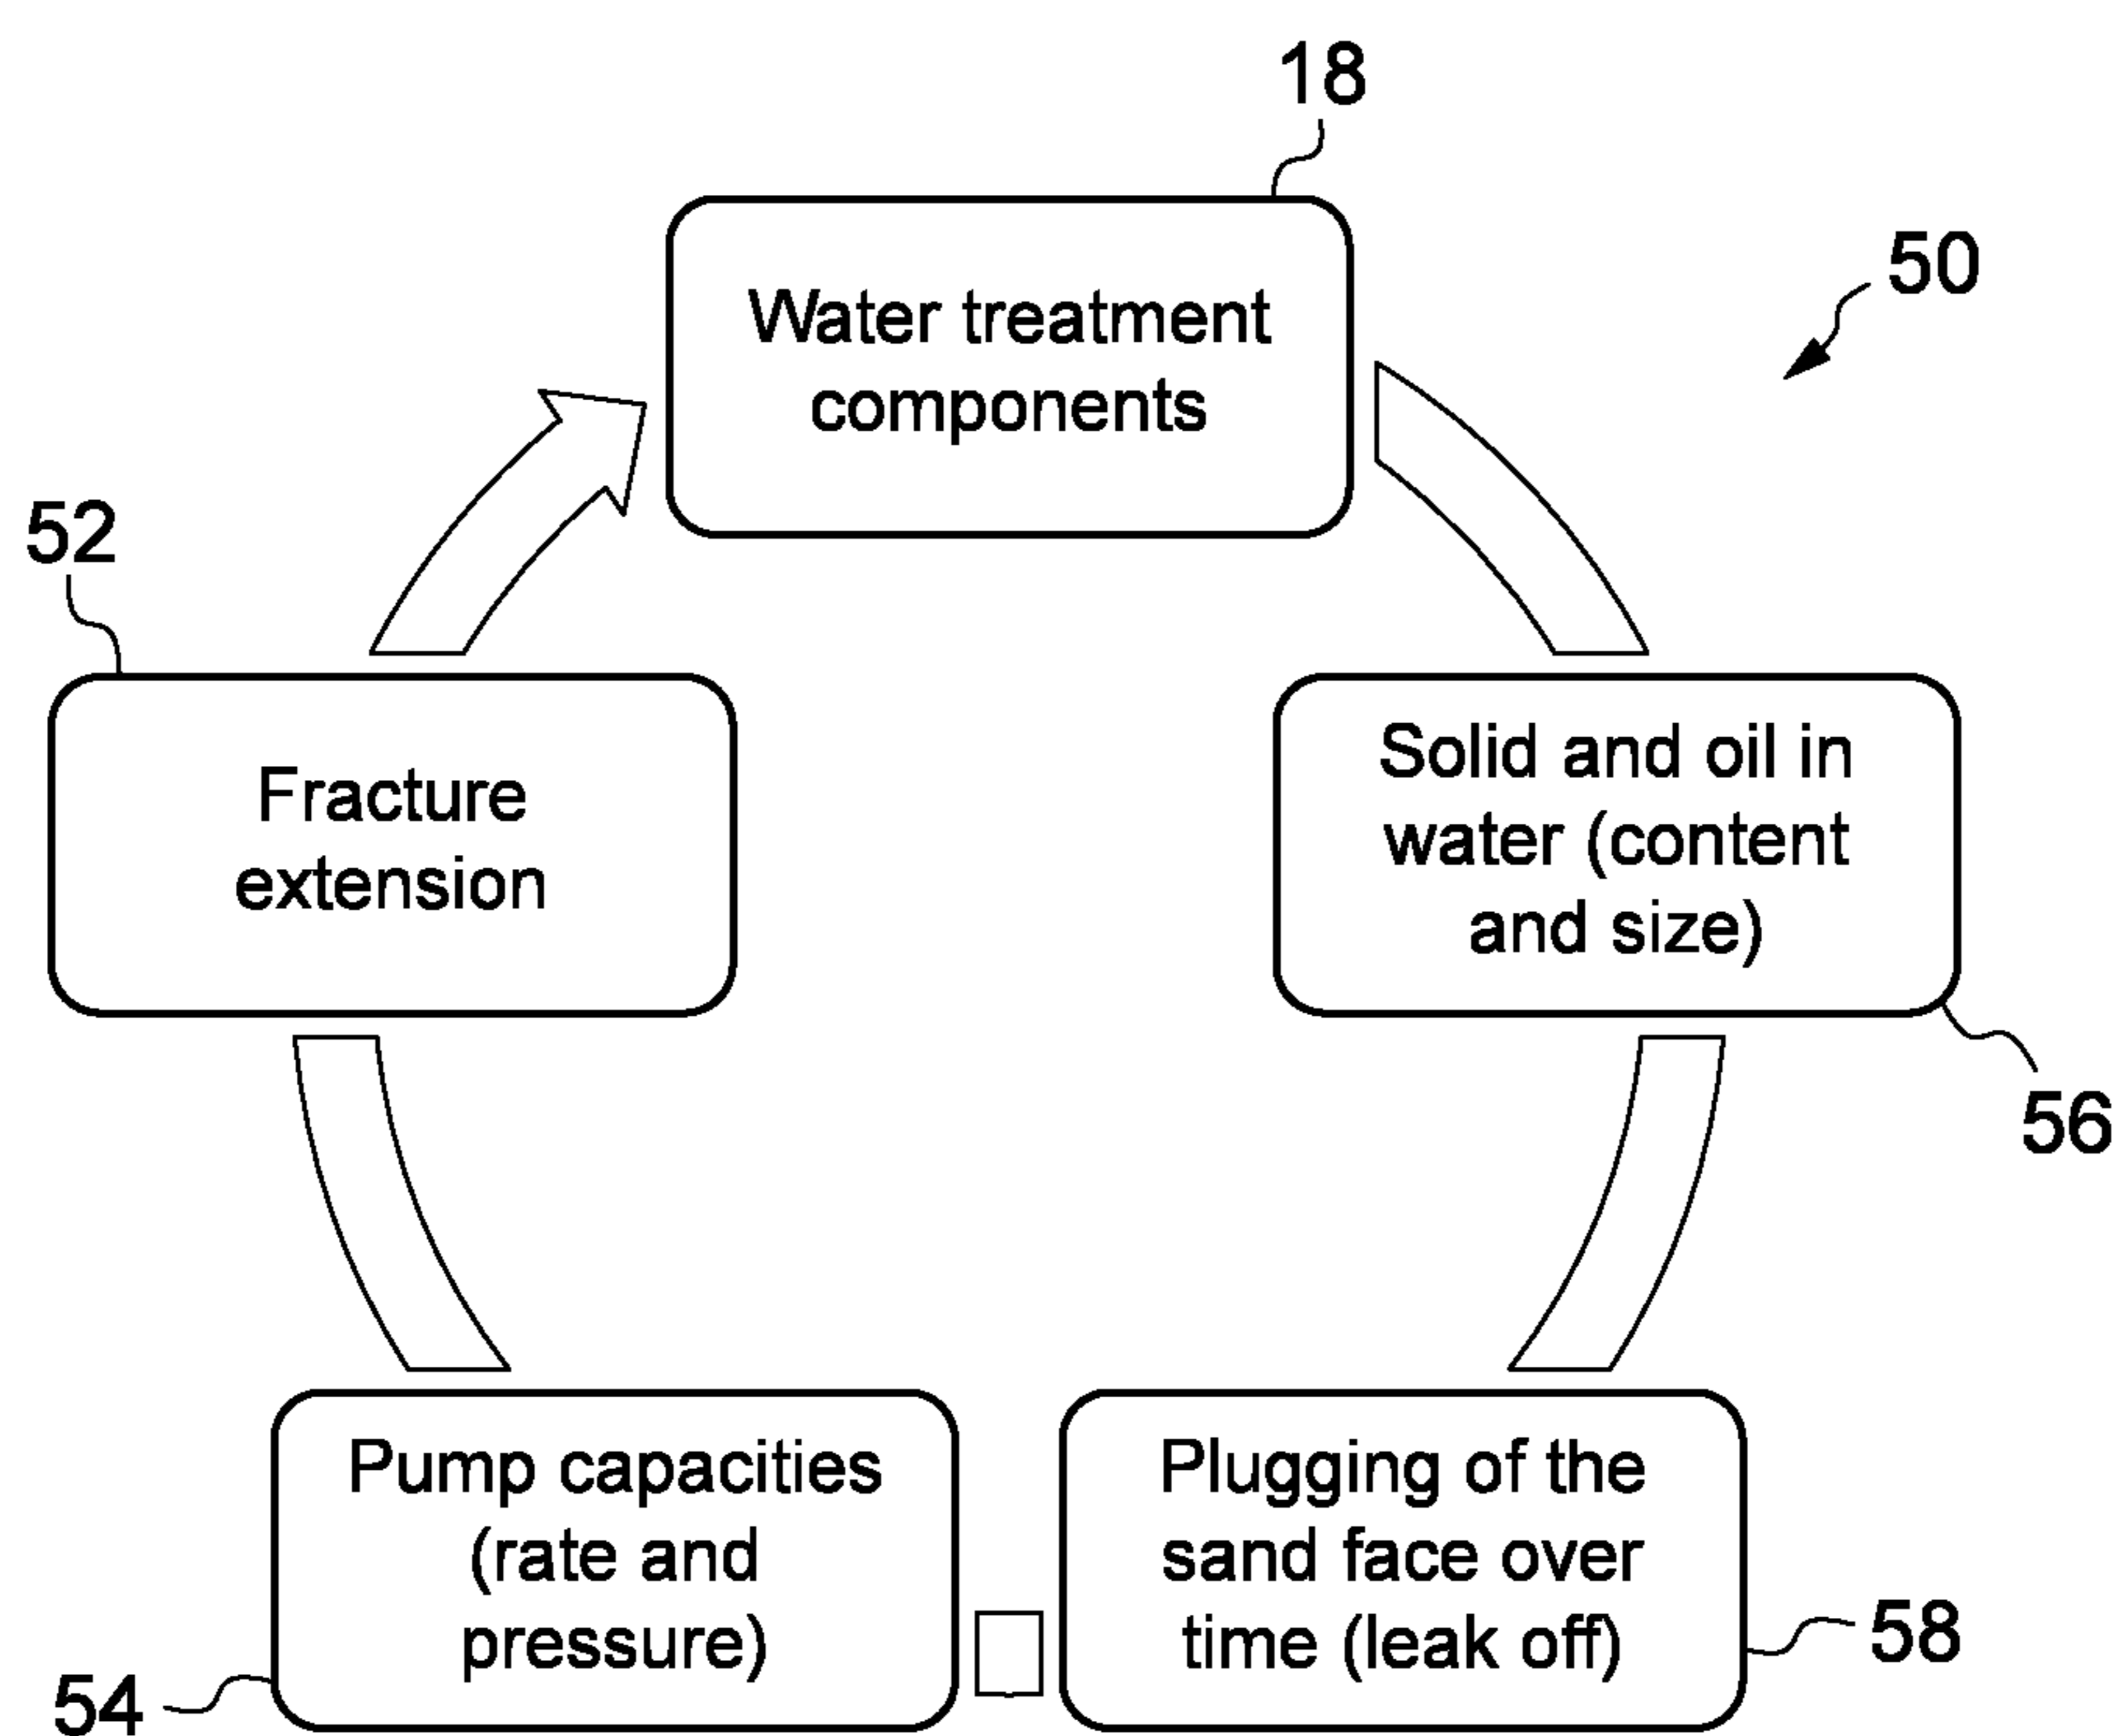 18
50
Water treatment
components
52
Fracture
extension
Solid and oil in
water (content
and size)
56
Pump capacities
(rate and
pressure)
54
Plugging of the
sand face over
time (leak off)
58